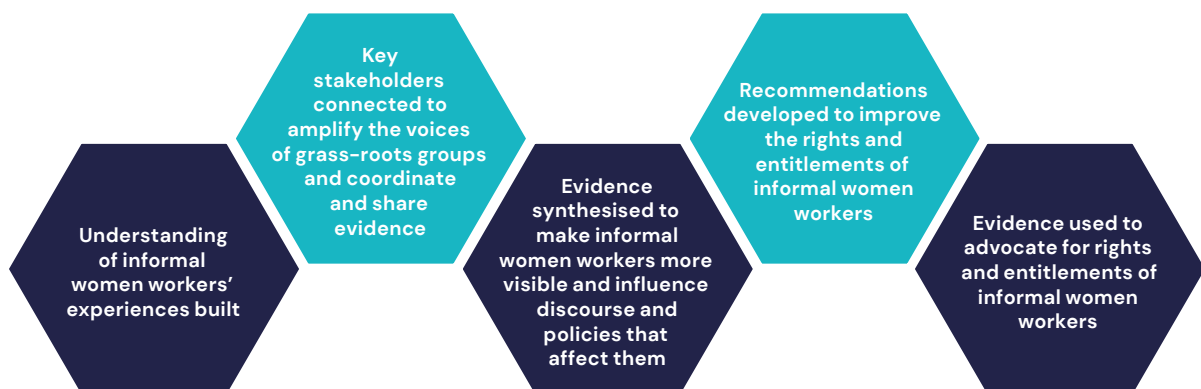 Understanding
of informal
women workers’
experiences built
Key
stakeholders
connected to
amplify the voices
of grass-roots groups
and coordinate
and share
evidence
Evidence
synthesised to
make informal
women workers more
visible and influence
discourse and
policies that
affect them
Recommendations
developed to improve
the rights and
entitlements of
informal women
workers
Evidence used to
advocate for rights
and entitlements of
informal women
workers